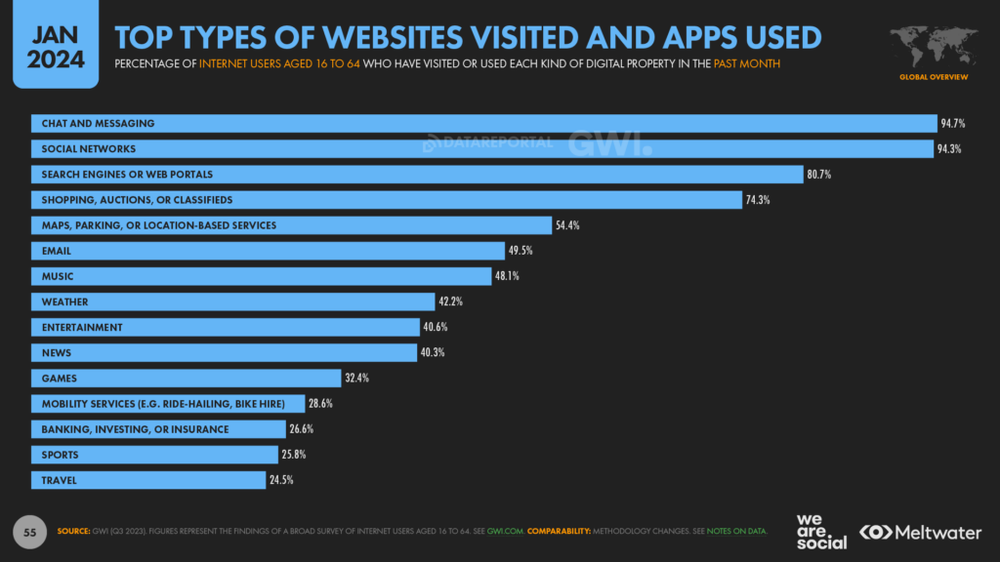 JAN
2024
TOP TYPES OF WEBSITES VISITED AND APPS USED
PERCENTAGE OF INTERNET USERS AGED 16 TO 64 WHO HAVE VISITED OR USED EACH KIND OF DIGITAL PROPERTY IN THE PAST MONTH
GLOBAL OVERVIEW
CHAT AND MESSAGING 94.7%
DATAREPORTAL GWI.
SOCIAL NETWORKS 94.3%
SEARCH ENGINES OR WEB PORTALS 80.7%
SHOPPING, AUCTIONS, OR CLASSIFIEDS 74.3%
MAPS, PARKING, OR LOCATION-BASED SERVICES 54.4%
EMAIL 49.5%
MUSIC 48.1%
WEATHER 42.2%
ENTERTAINMENT 40.6%
NEWS 40.3%
GAMES 32.4%
MOBILITY SERVICES (E.G. RIDE-HAILING, BIKE HIRE) 28.6%
BANKING, INVESTING, OR INSURANCE 26.6%
SPORTS 25.8%
TRAVEL 24.5%
55
SOURCE: GWI (Q3 2023). FIGURES REPRESENT THE FINDINGS OF A BROAD SURVEY OF INTERNET USERS AGED 16 TO 64. SEE GWI.COM. COMPARABILITY: METHODOLOGY CHANGES. SEE NOTES ON DATA.
we
are
social
Meltwater